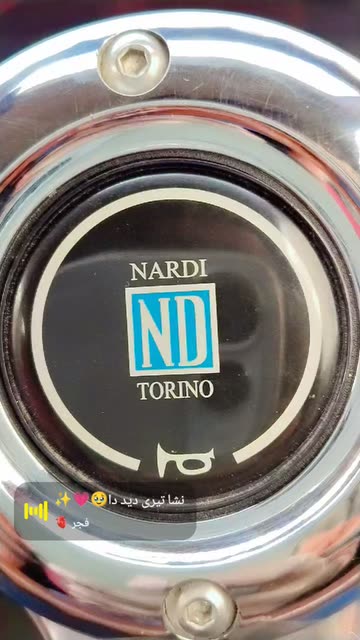 NARDI
ND
TORINO
نشا تیری دید دا🥹💗✨
فجر 🫀